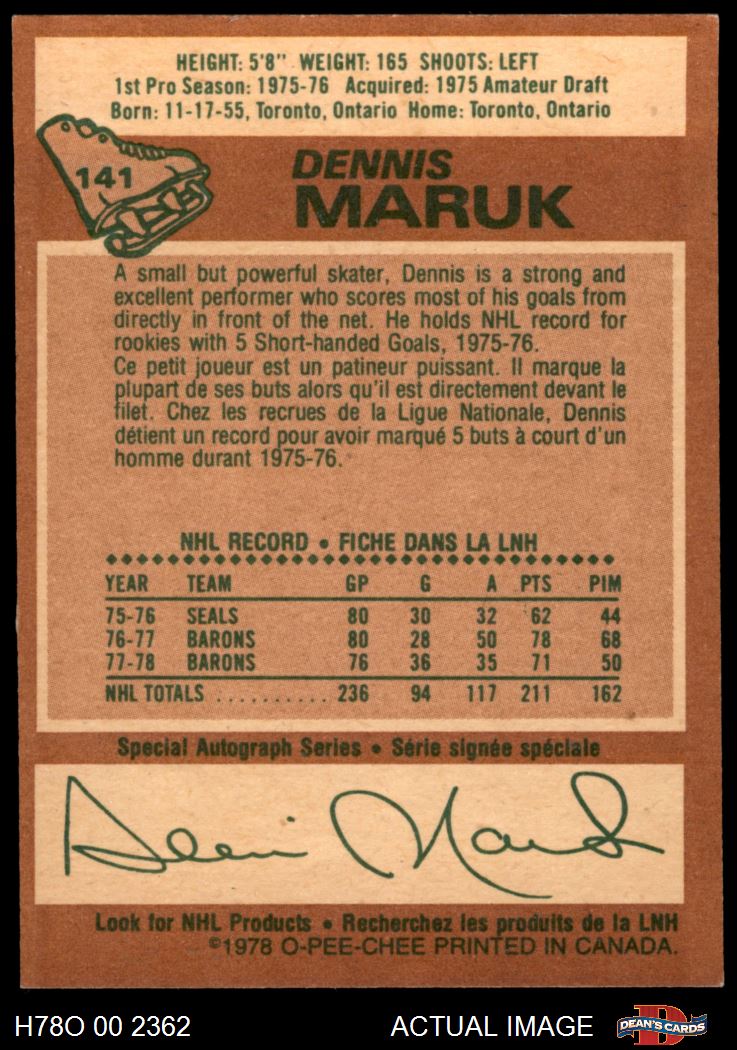 HEIGHT: 5'8" WEIGHT: 165 SHOOTS: LEFT
1st Pro Season: 1975-76 Acquired: 1975 Amateur Draft
Born: 11-17-55, Toronto, Ontario Home: Toronto, Ontario
141
DENNIS
MARUK
A small but powerful skater, Dennis is a strong and
excellent performer who scores most of his goals from
directly in front of the net. He holds NHL record for
rookies with 5 Short-handed Goals, 1975-76.
Ce petit joueur est un patineur puissant. Il marque la
plupart de ses buts alors qu'il est directement devant le
filet. Chez les recrues de la Ligue Nationale, Dennis
détient un record pour avoir marqué 5 buts à court d'un
homme durant 1975-76.
NHL RECORD • FICHE DANS LA LNH
YEAR TEAM GP G A PTS PIM
75-76 SEALS 80 30 32 62 44
76-77 BARONS 80 28 50 78 68
77-78 BARONS 76 36 35 71 50
NHL TOTALS .......... 236 94 117 211 162
Special Autograph Series • Série signée spéciale
Dennis Maruk
Look for NHL Products • Recherchez les produits de la LNH
©1978 O-PEE-CHEE PRINTED IN CANADA.
H78O 00 2362 ACTUAL IMAGE D DEAN'S CARDS